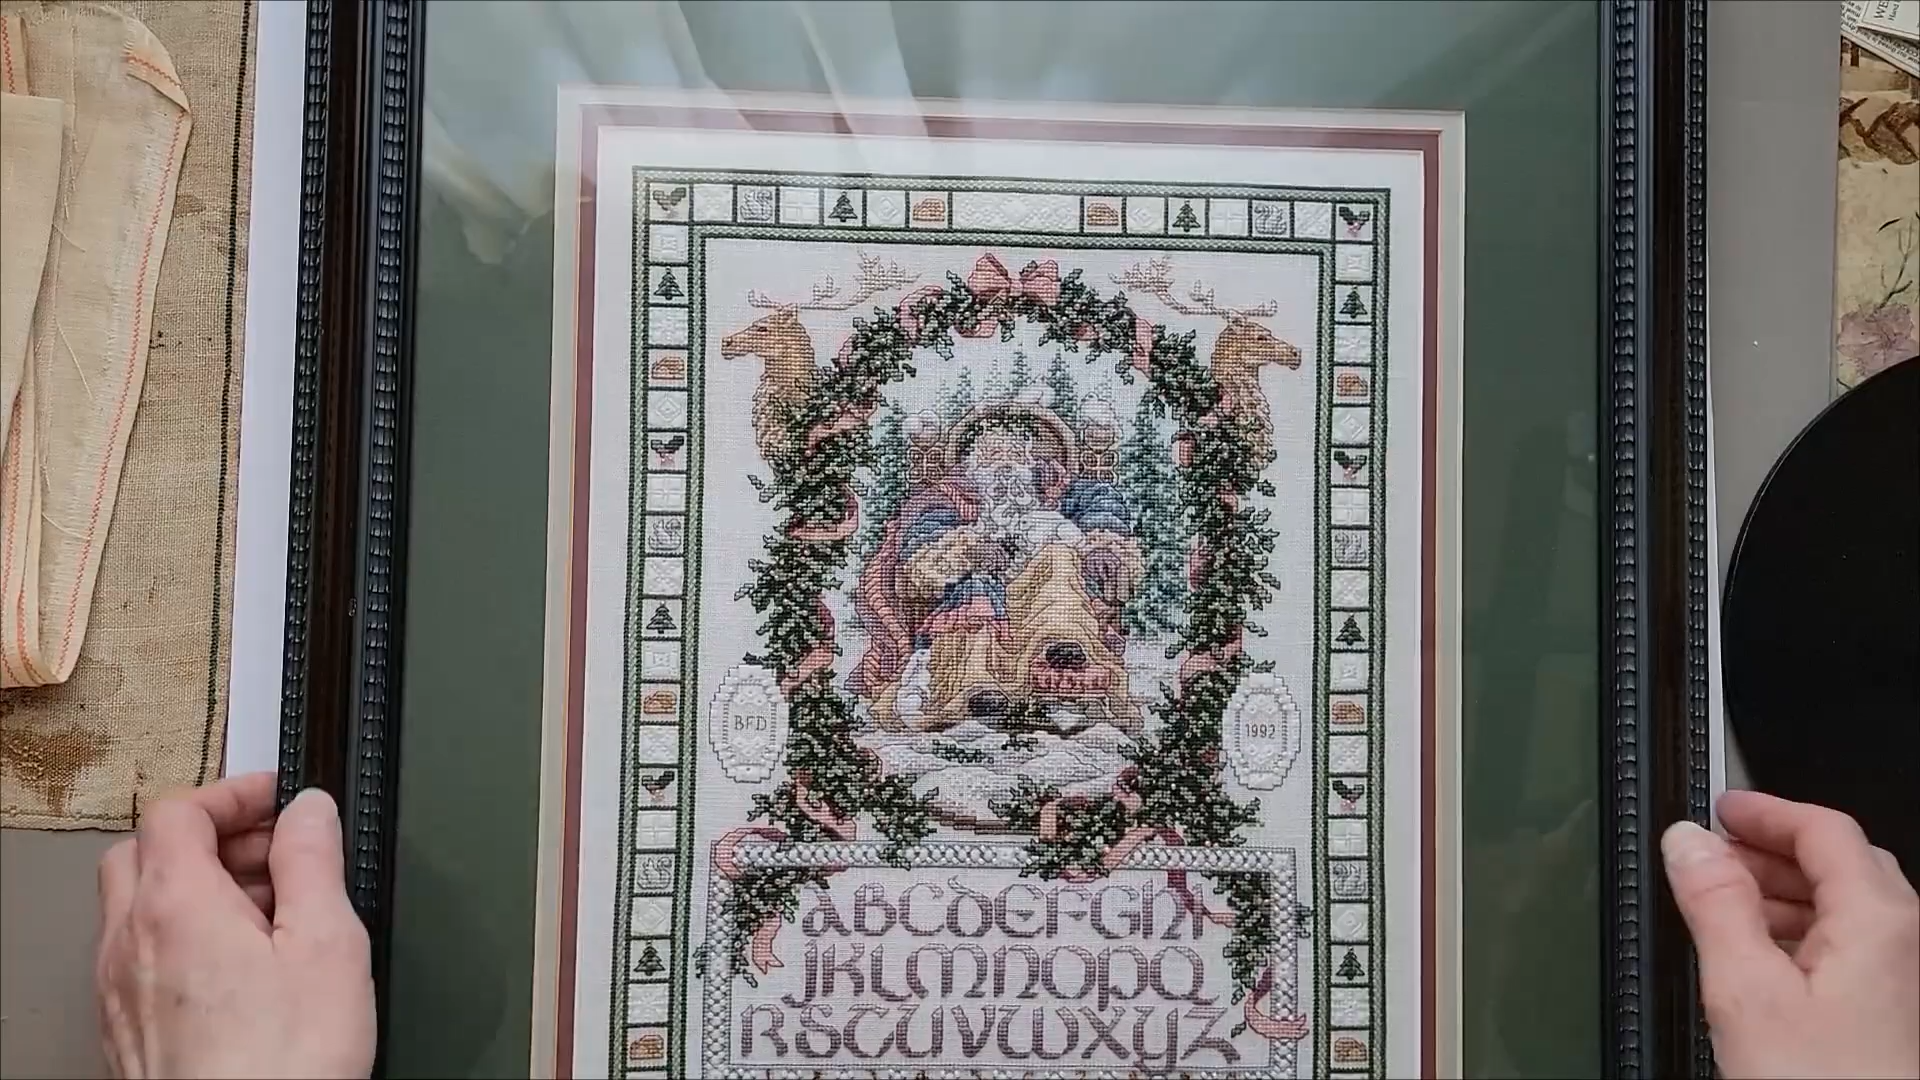 BFD
1992
ABCDEFGHI
JKLMNOPQ
RSTUVWXYZ